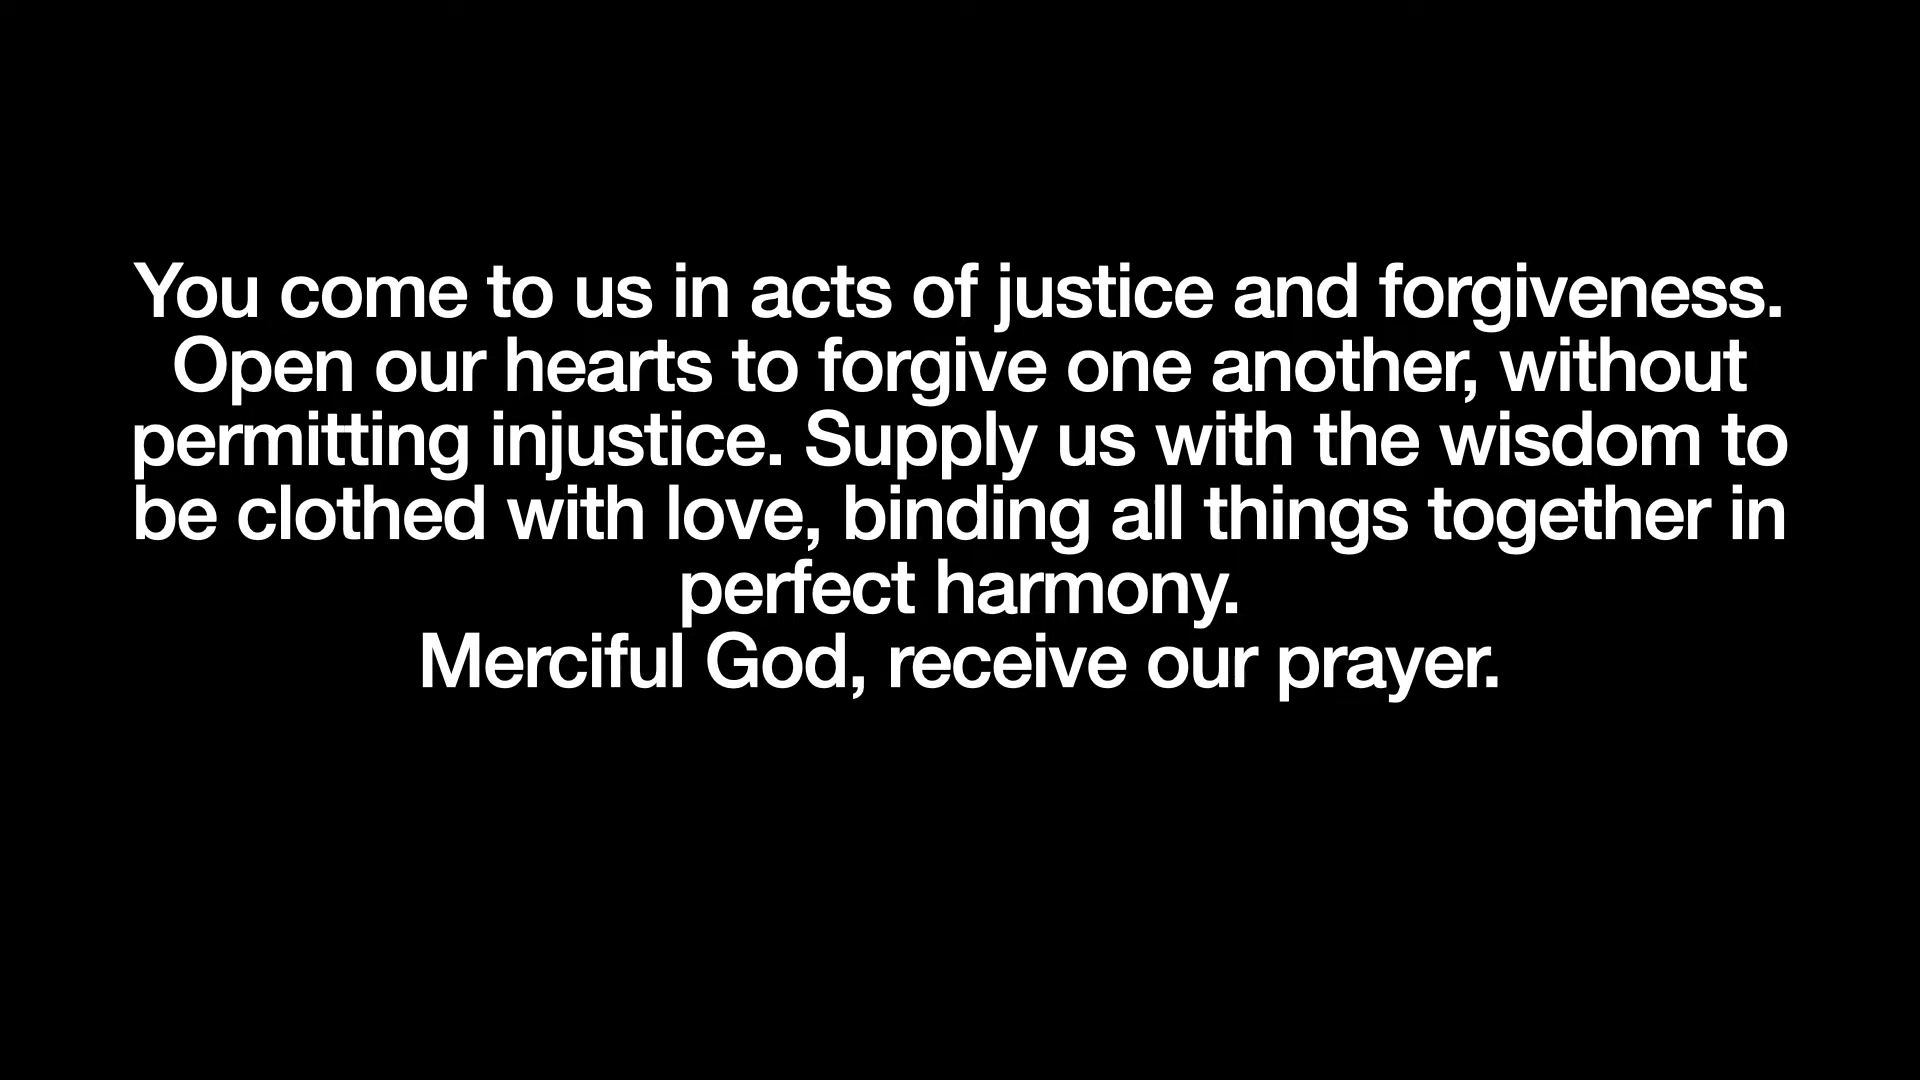 You come to us in acts of justice and forgiveness.
Open our hearts to forgive one another, without
permitting injustice. Supply us with the wisdom to
be clothed with love, binding all things together in
perfect harmony.
Merciful God, receive our prayer.